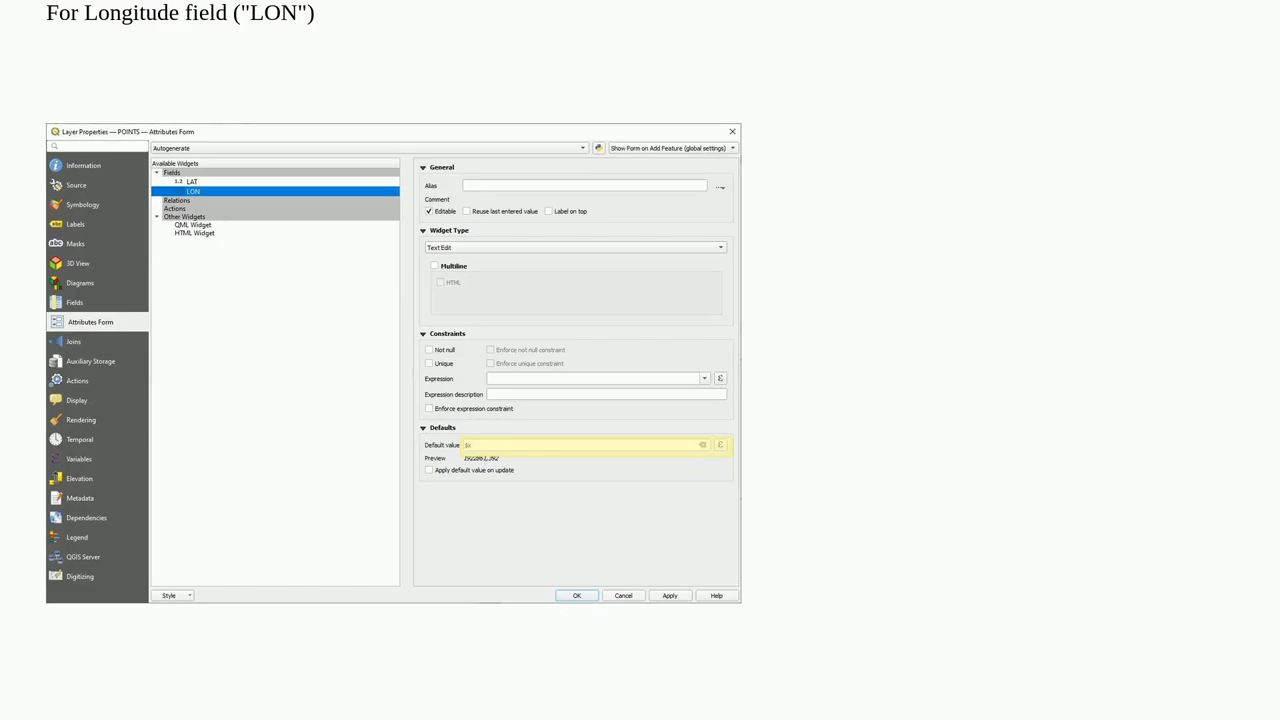 For Longitude field ("LON")
Layer Properties — POINTS — Attributes Form
Autogenerate
Show Form on Add Feature (global settings)
Information
Source
Symbology
Labels
Masks
3D View
Diagrams
Fields
Attributes Form
Joins
Auxiliary Storage
Actions
Display
Rendering
Temporal
Variables
Elevation
Metadata
Dependencies
Legend
QGIS Server
Digitizing
Available Widgets
Fields
1.2 LAT
LON
Relations
Actions
Other Widgets
QML Widget
HTML Widget
General
Alias
Comment
Editable Reuse last entered value Label on top
Widget Type
Text Edit
Multiline
HTML
Constraints
Not null Enforce not null constraint
Unique Enforce unique constraint
Expression ε
Expression description
Enforce expression constraint
Defaults
Default value $x ε
Preview
Apply default value on update
Style
OK Cancel Apply Help